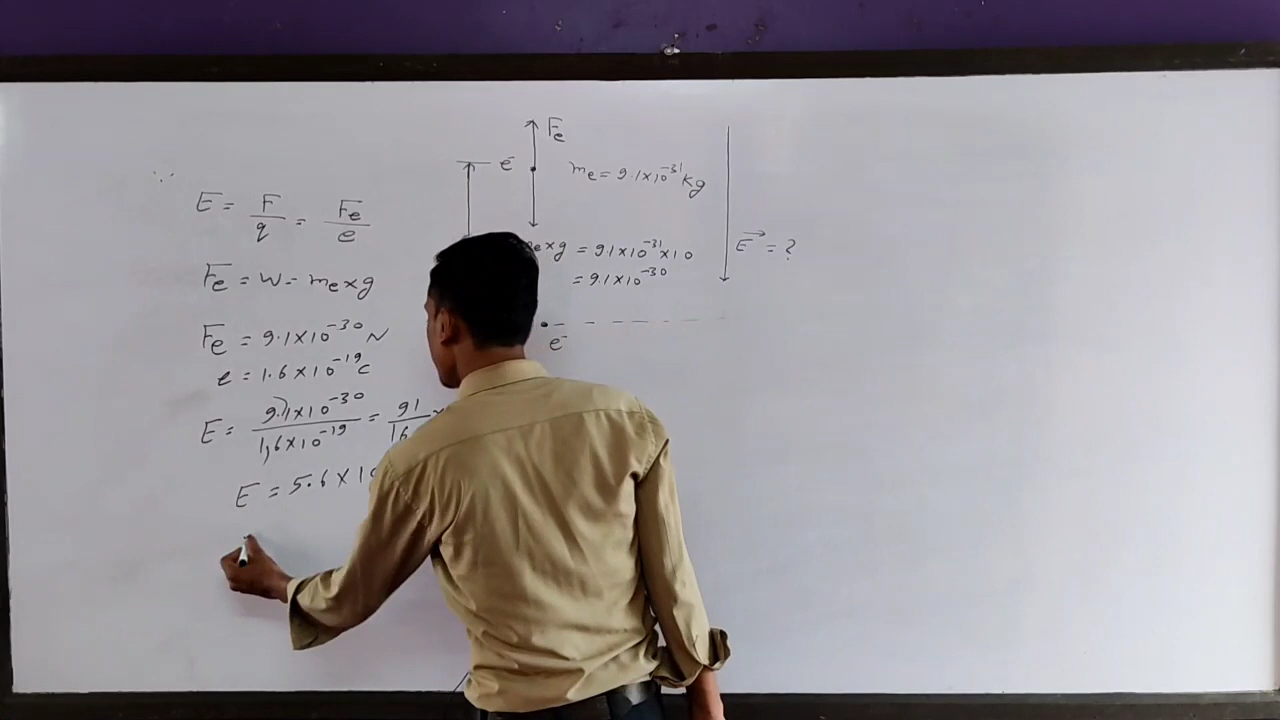 ∵
E = F/q = Fe/e
Fe = W = me×g
Fe = 9.1×10⁻³⁰ N
e = 1.6×10⁻¹⁹ C
E = 9.1×10⁻³⁰/1.6×10⁻¹⁹ = 91/16
E = 5.6×10
Fe
e⁻
me = 9.1×10⁻³¹ kg
e×g = 9.1×10⁻³¹×10
= 9.1×10⁻³⁰
E⃗ = ?
e⁻